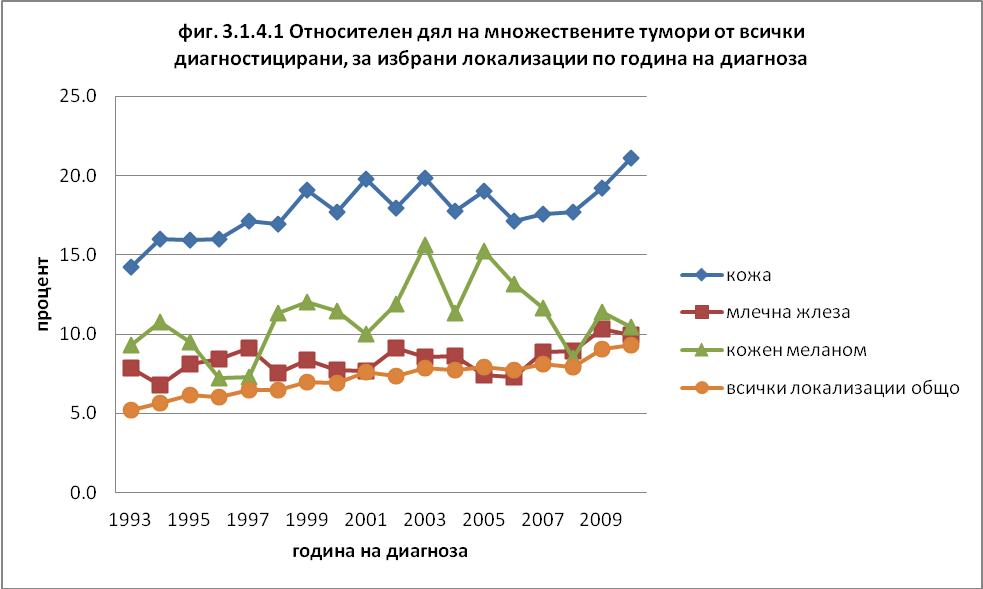 фиг. 3.1.4.1 Относителен дял на множествените тумори от всички
диагностицирани, за избрани локализации по година на диагноза
25.0
20.0
15.0
10.0
5.0
0.0
процент
1993 1995 1997 1999 2001 2003 2005 2007 2009
година на диагноза
кожа
млечна жлеза
кожен меланом
всички локализации общо